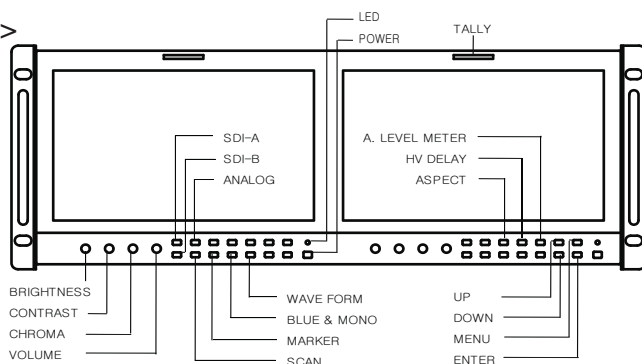 >
LED
POWER
TALLY
SDI-A
SDI-B
ANALOG
A. LEVEL METER
HV DELAY
ASPECT
BRIGHTNESS
CONTRAST
CHROMA
VOLUME
WAVE FORM
BLUE & MONO
MARKER
SCAN
UP
DOWN
MENU
ENTER